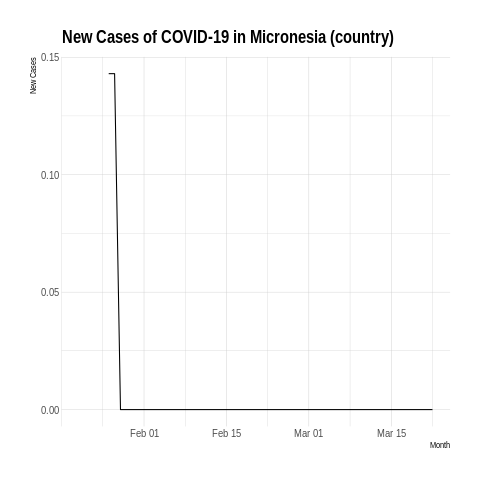 New Cases of COVID-19 in Micronesia (country)
New Cases
0.15
0.10
0.05
0.00
Feb 01 Feb 15 Mar 01 Mar 15
Month